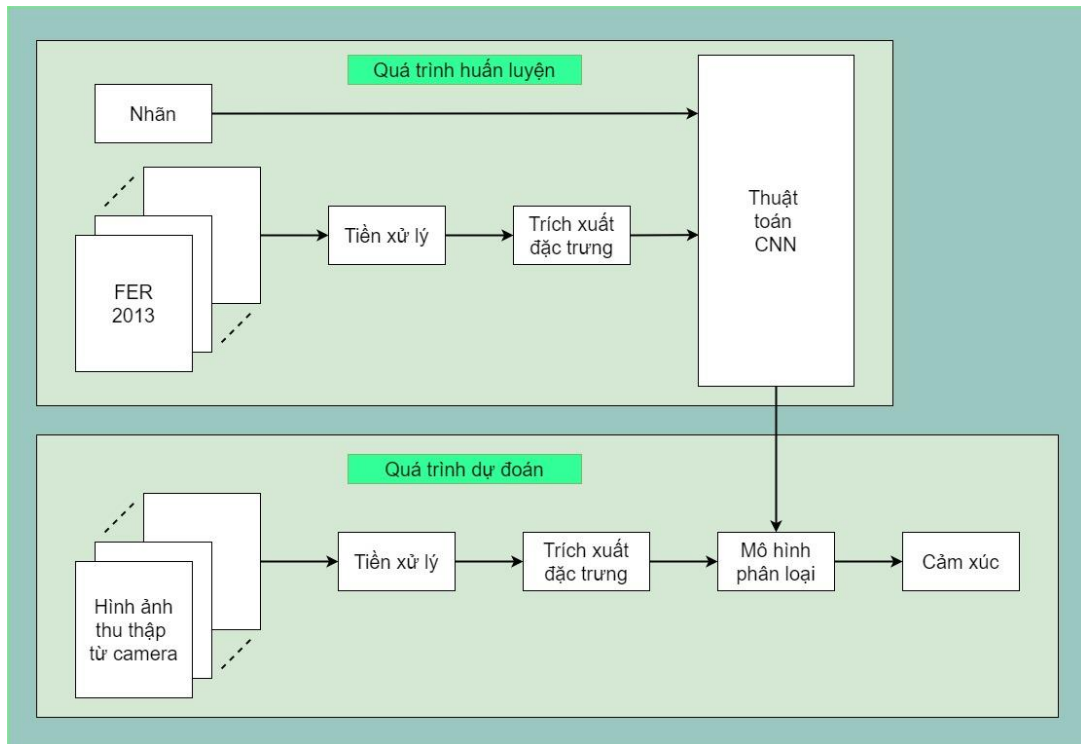 Quá trình huấn luyện
Nhãn
Thuật
toán
CNN
Tiền xử lý
Trích xuất
đặc trưng
FER
2013
Quá trình dự đoán
Hình ảnh
thu thập
từ camera
Tiền xử lý
Trích xuất
đặc trưng
Mô hình
phân loại
Cảm xúc